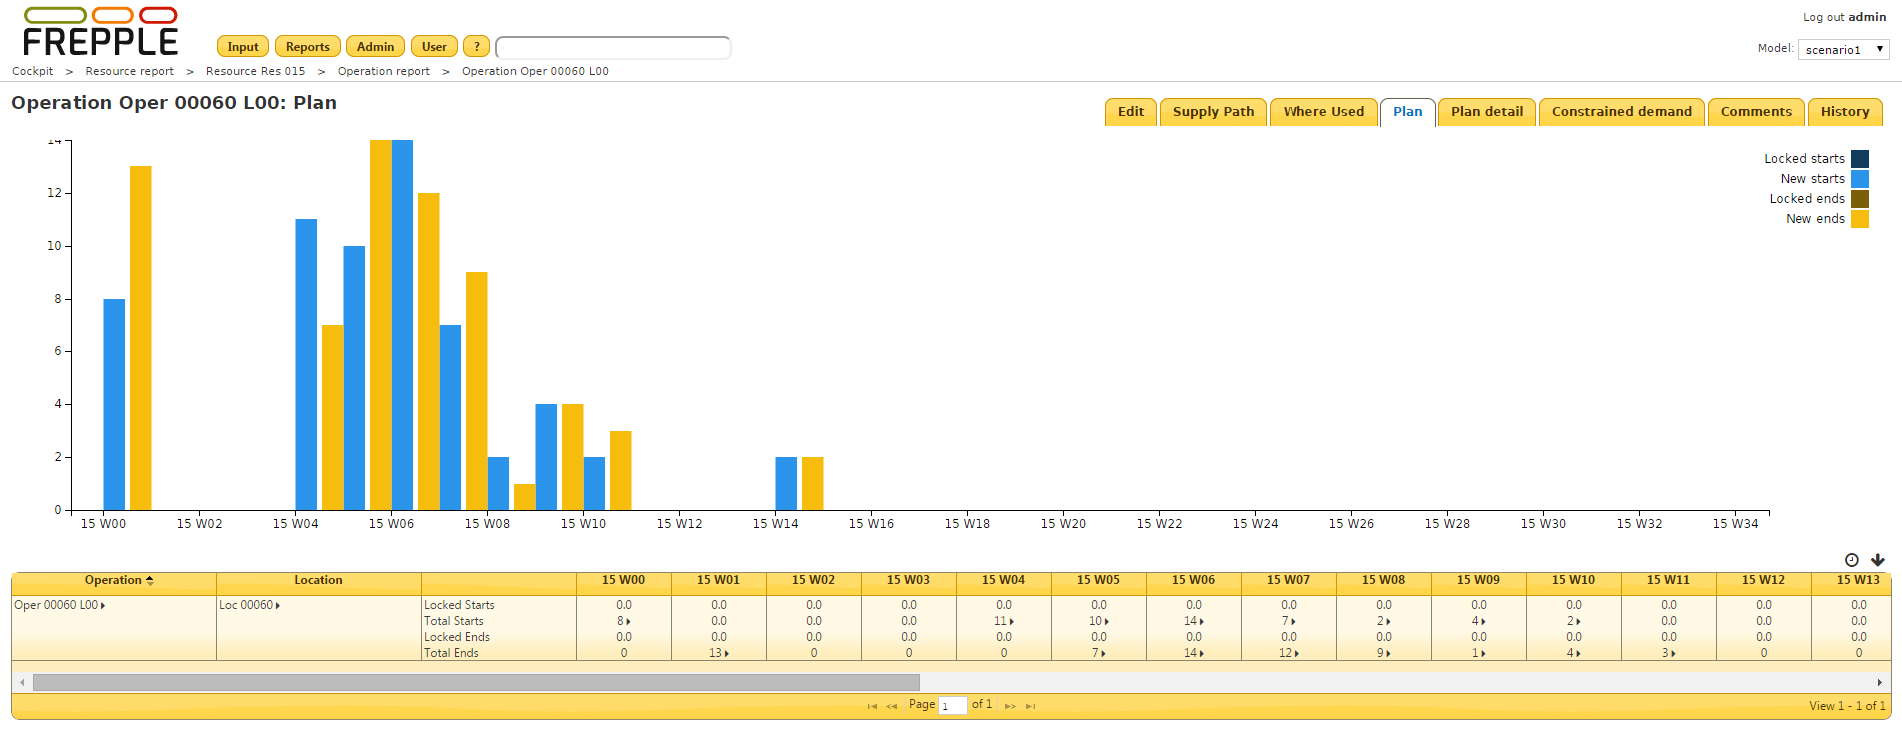 FREPPLE
Log out admin
Input Reports Admin User ?
Model: scenario1
Cockpit > Resource report > Resource Res 015 > Operation report > Operation Oper 00060 L00
Operation Oper 00060 L00: Plan
Edit Supply Path Where Used Plan Plan detail Constrained demand Comments History
14
12
10
8
6
4
2
0
Locked starts
New starts
Locked ends
New ends
15 W00 15 W02 15 W04 15 W06 15 W08 15 W10 15 W12 15 W14 15 W16 15 W18 15 W20 15 W22 15 W24 15 W26 15 W28 15 W30 15 W32 15 W34
Operation Location 15 W00 15 W01 15 W02 15 W03 15 W04 15 W05 15 W06 15 W07 15 W08 15 W09 15 W10 15 W11 15 W12 15 W13
Oper 00060 L00 Loc 00060 Locked Starts 0.0 0.0 0.0 0.0 0.0 0.0 0.0 0.0 0.0 0.0 0.0 0.0 0.0 0.0
Total Starts 8 0.0 0.0 0.0 11 10 14 7 2 4 2 0.0 0.0 0.0
Locked Ends 0.0 0.0 0.0 0.0 0.0 0.0 0.0 0.0 0.0 0.0 0.0 0.0 0.0 0.0
Total Ends 0 13 0 0 0 7 14 12 9 1 4 3 0 0
Page 1 of 1
View 1 - 1 of 1